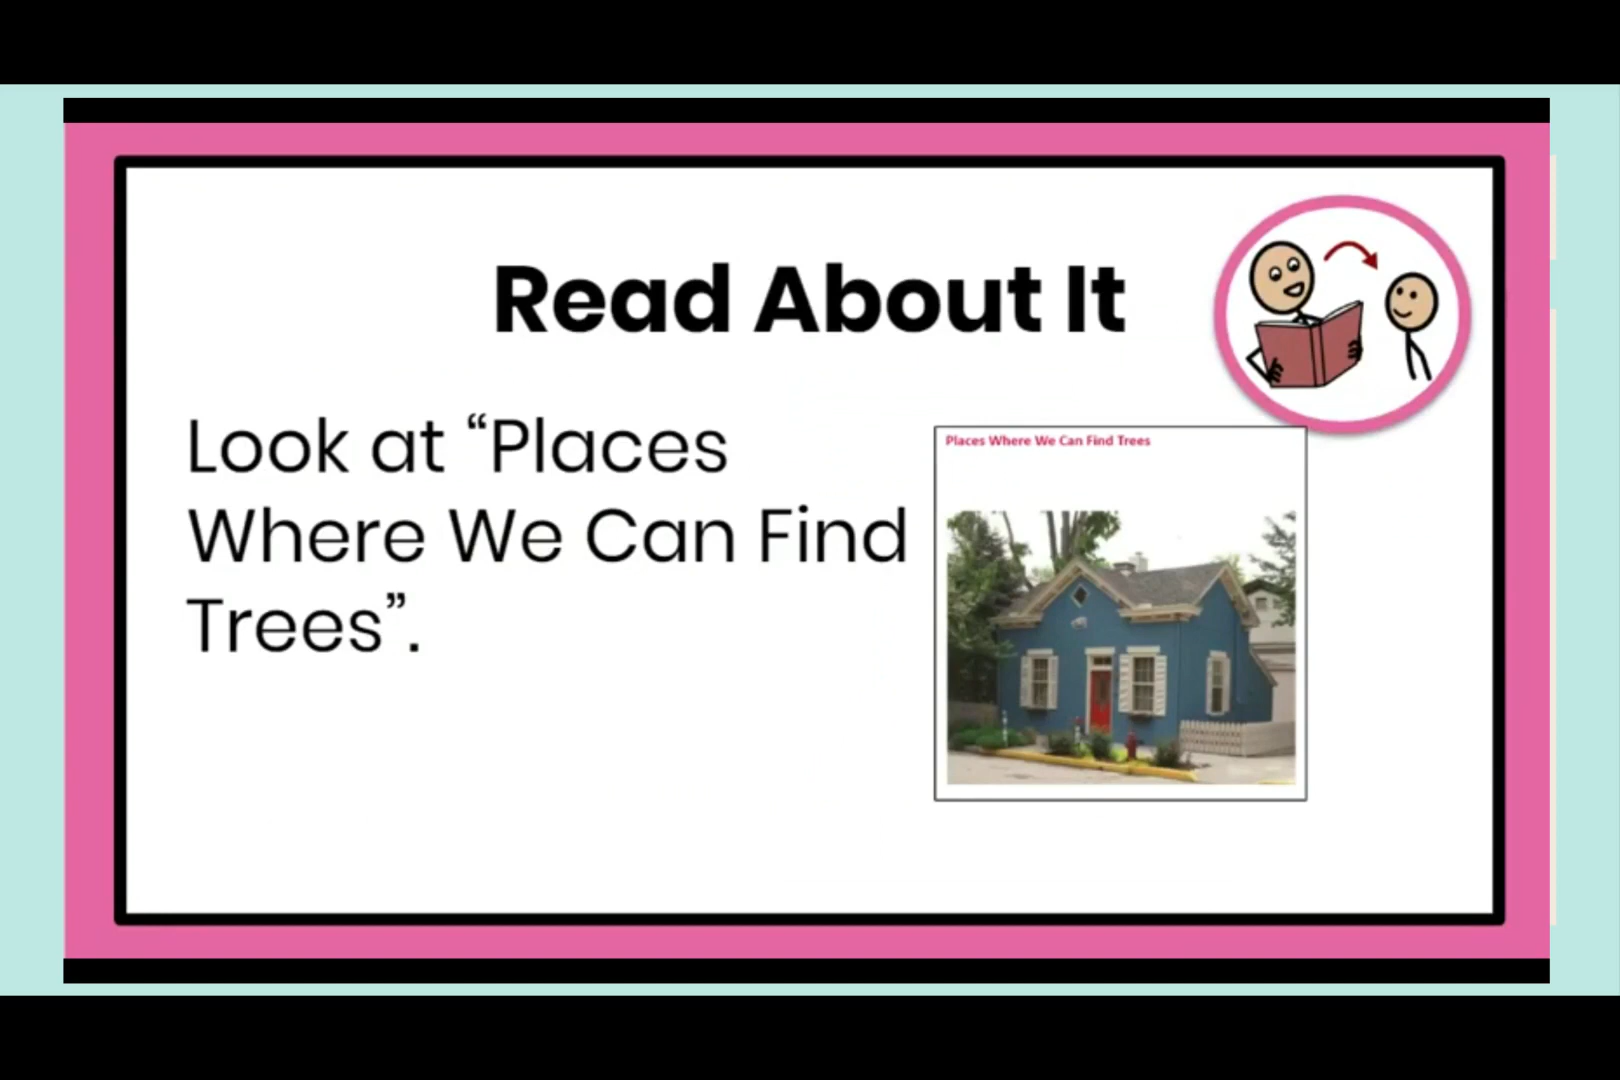 Read About It
Look at “Places
Where We Can Find
Trees”.
Places Where We Can Find Trees